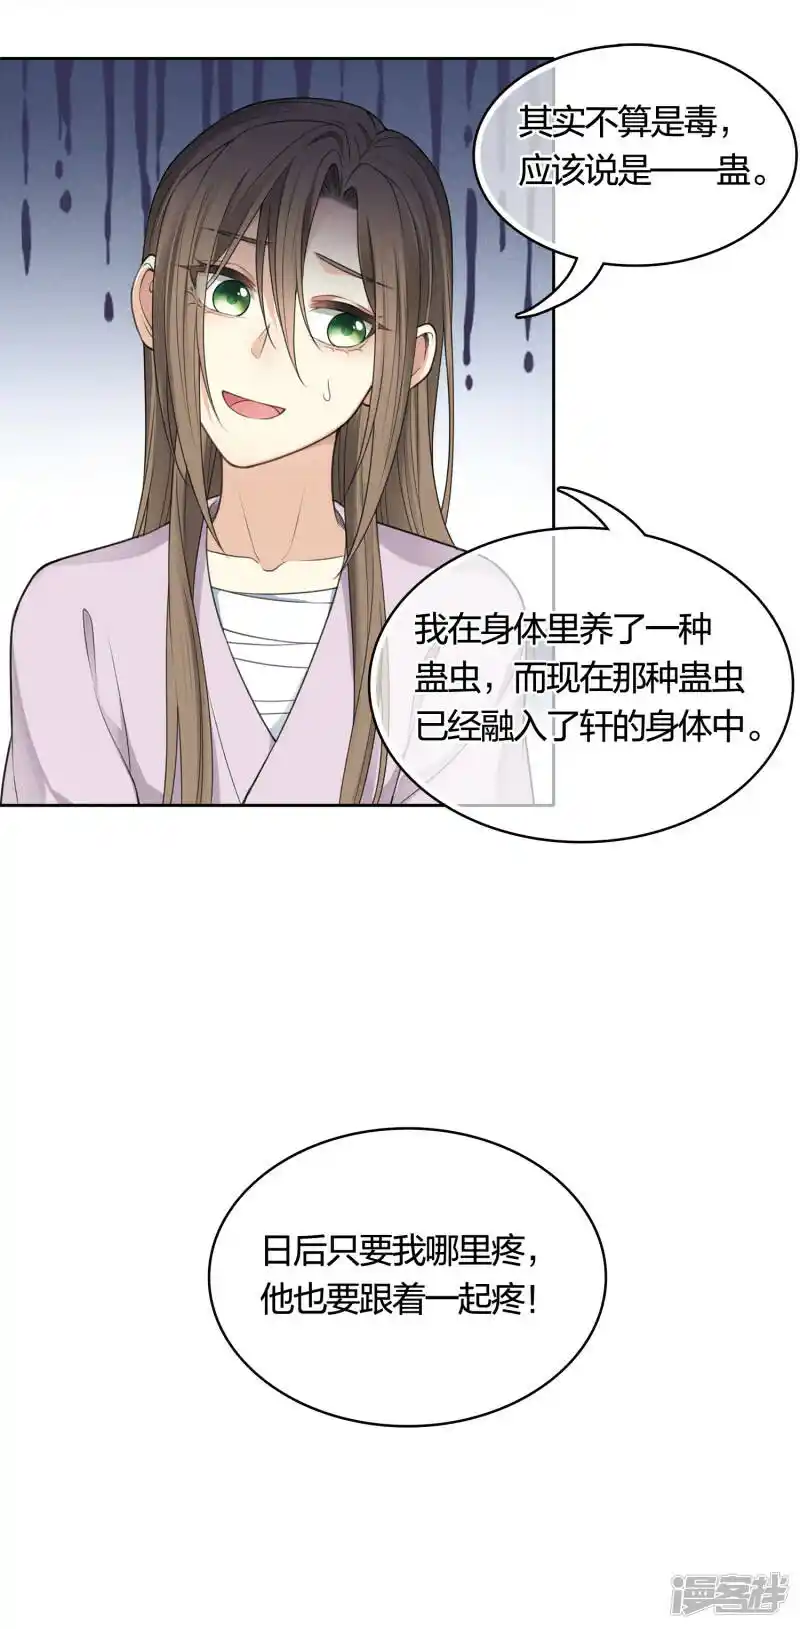 其实不算是毒，
应该说是——蛊。
我在身体里养了一种
蛊虫，而现在那种蛊虫
已经融入了轩的身体中。
日后只要我哪里疼，
他也要跟着一起疼！
漫客栈